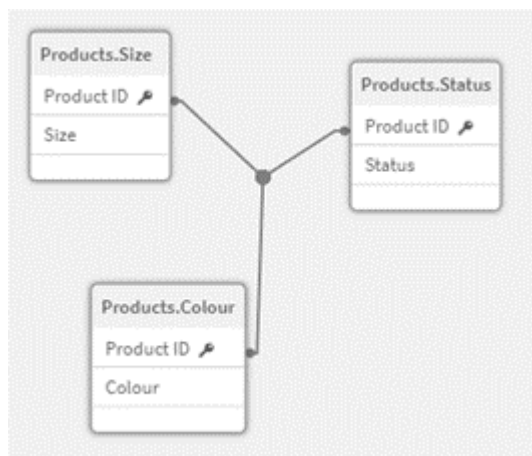 Products.Size
Product ID
Size
Products.Status
Product ID
Status
Products.Colour
Product ID
Colour